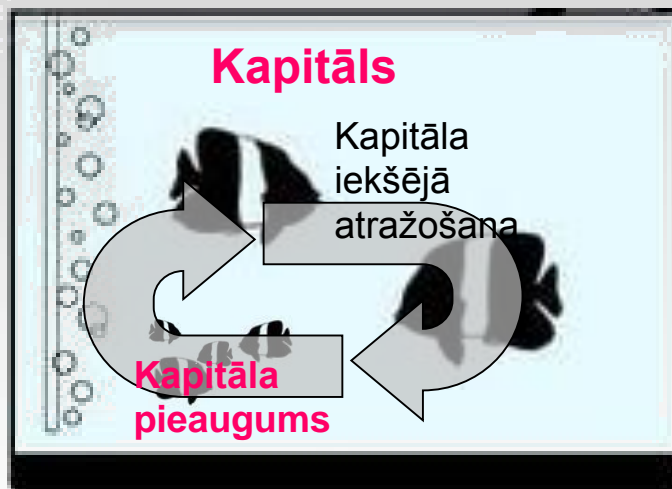 Kapitāls
Kapitāla
iekšējā
atražošana
Kapitāla
pieaugums